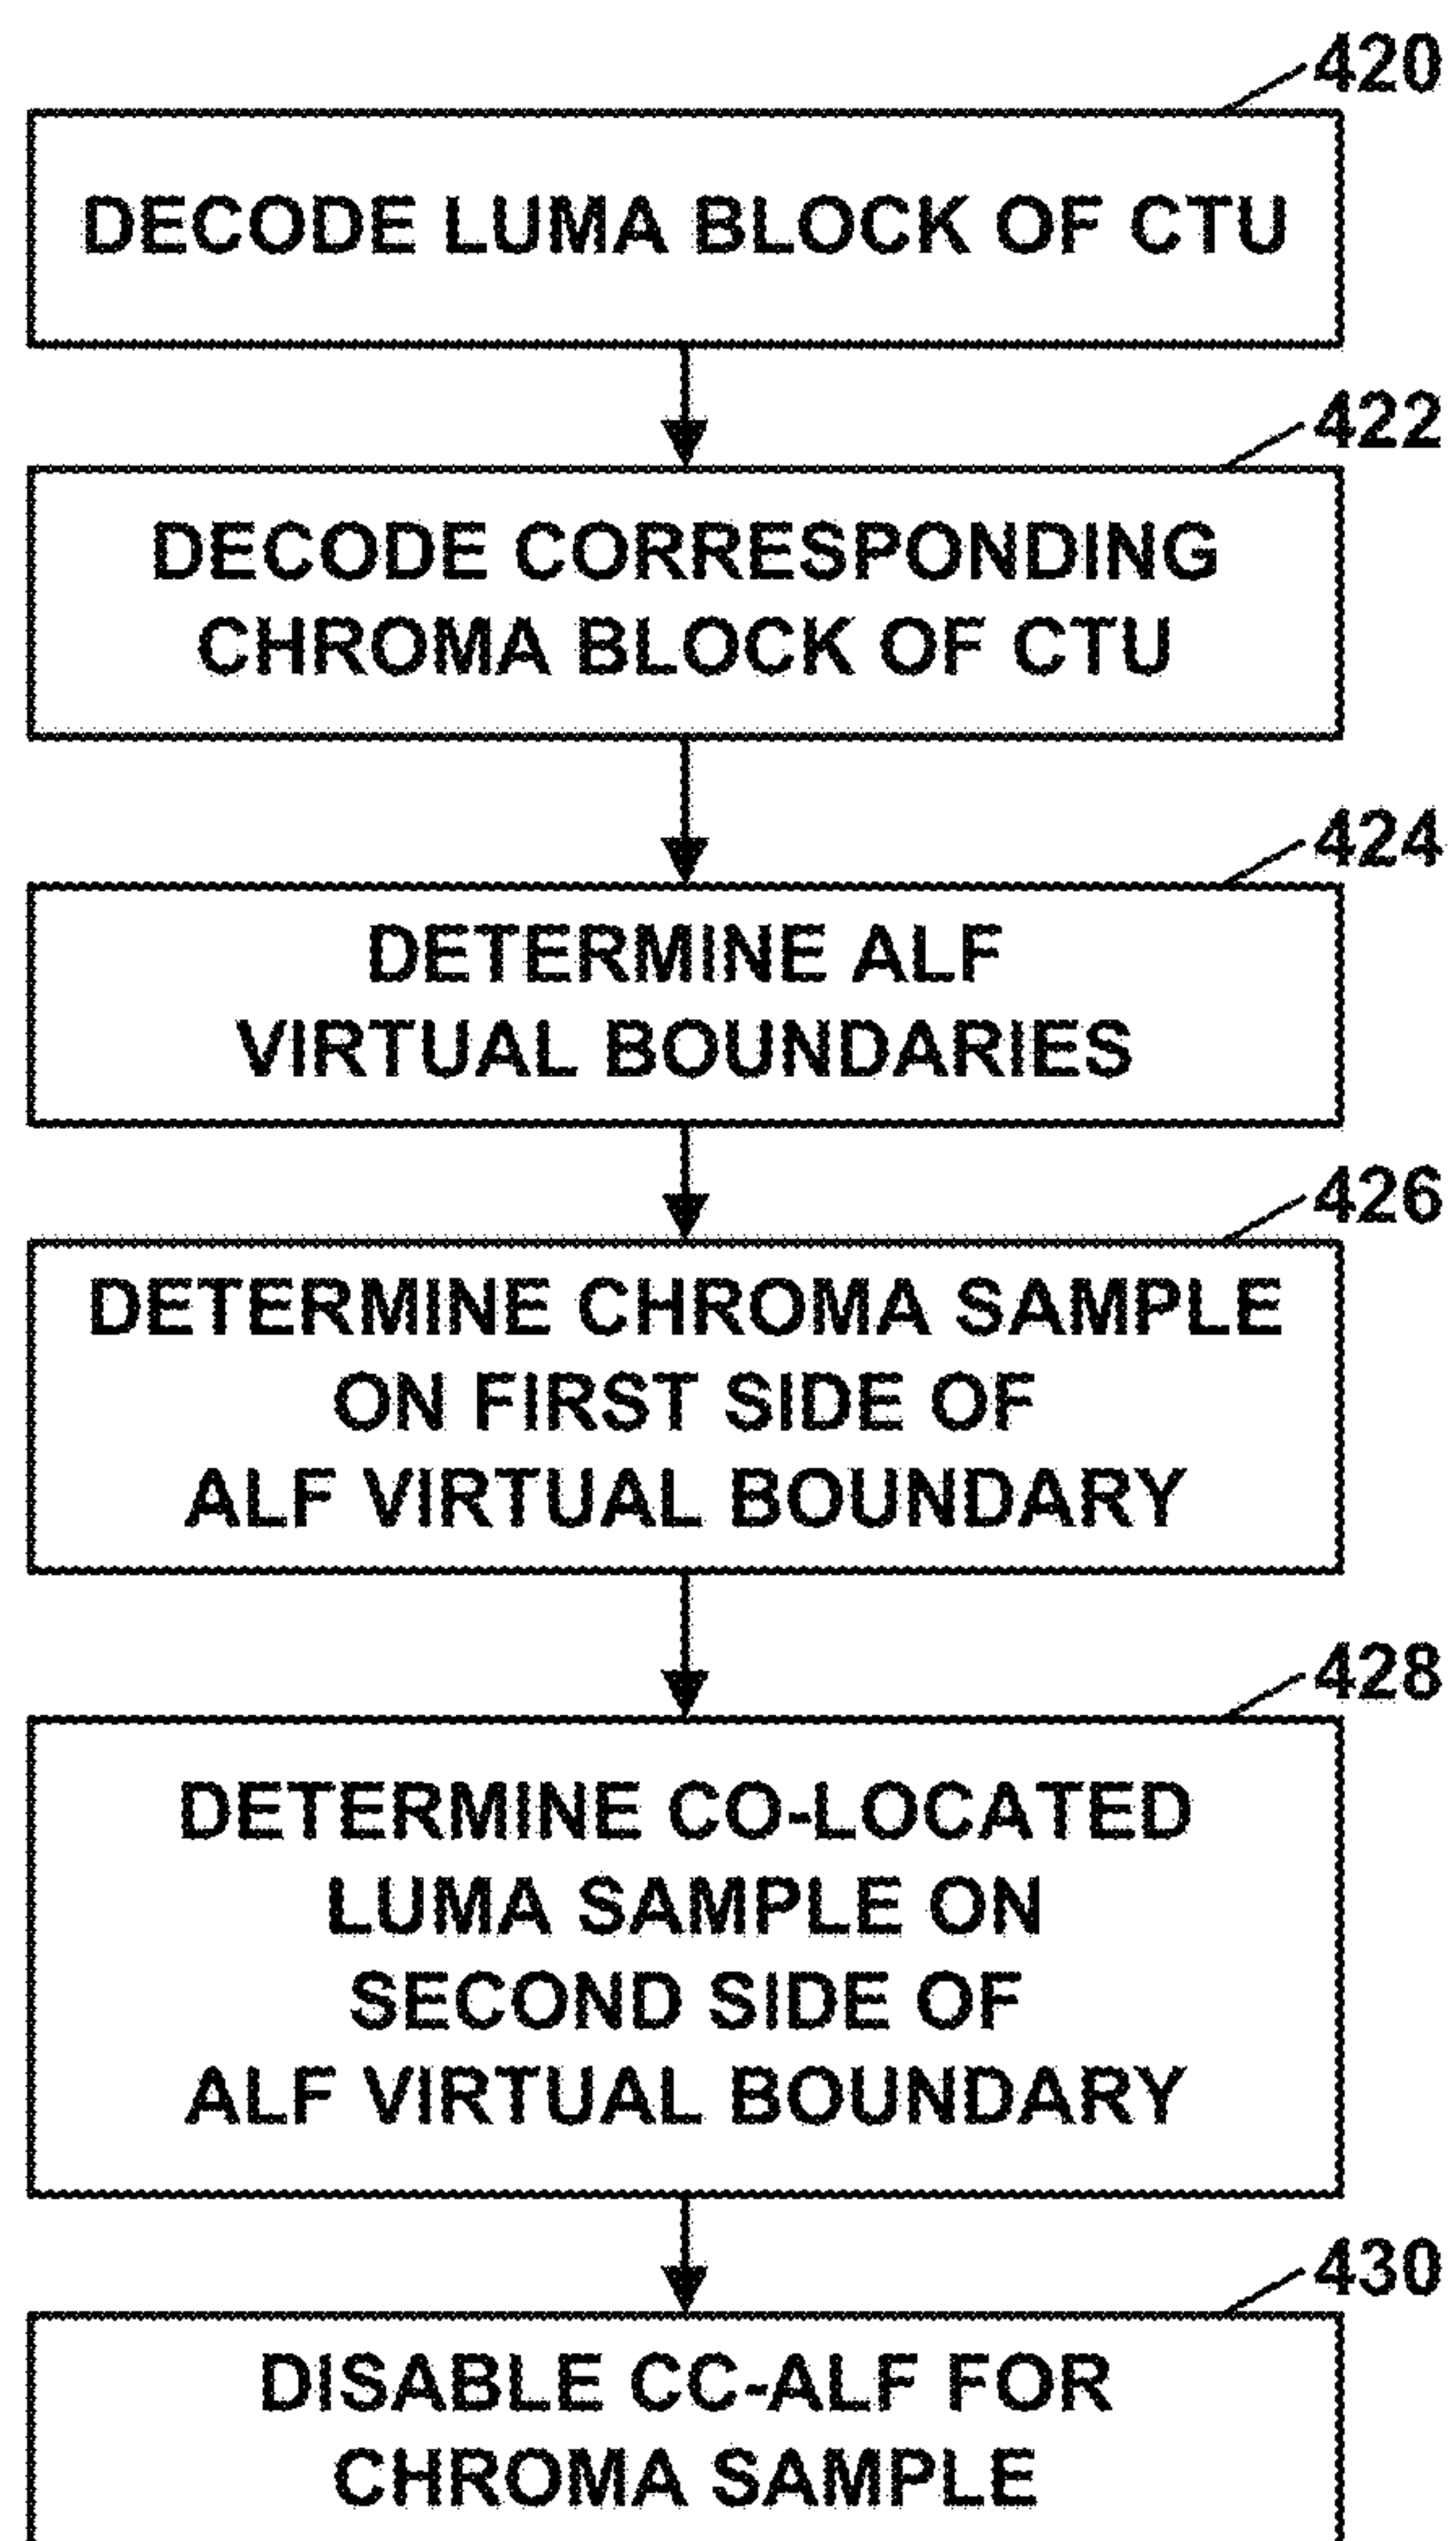 420
DECODE LUMA BLOCK OF CTU
422
DECODE CORRESPONDING
CHROMA BLOCK OF CTU
424
DETERMINE ALF
VIRTUAL BOUNDARIES
426
DETERMINE CHROMA SAMPLE
ON FIRST SIDE OF
ALF VIRTUAL BOUNDARY
428
DETERMINE CO-LOCATED
LUMA SAMPLE ON
SECOND SIDE OF
ALF VIRTUAL BOUNDARY
430
DISABLE CC-ALF FOR
CHROMA SAMPLE